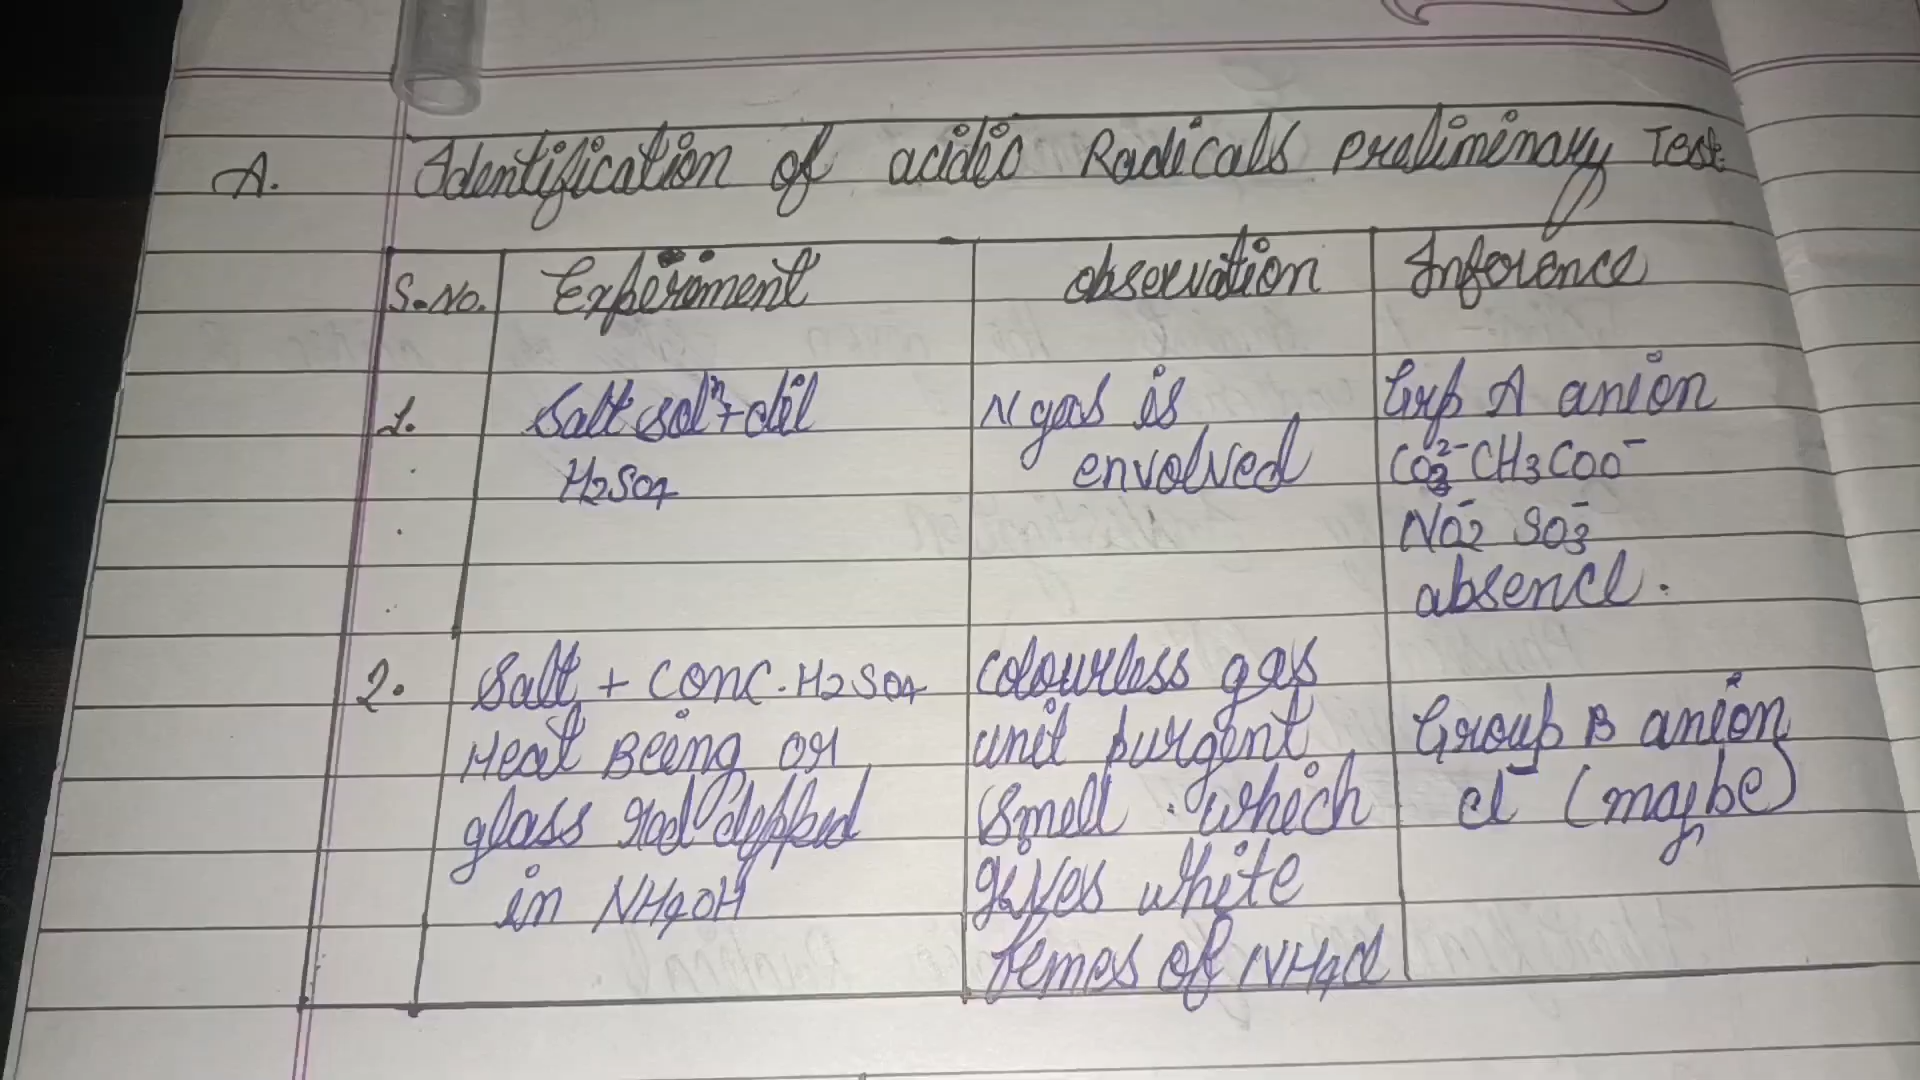 A. Identification of acidic Radicals preliminary Test
S.No. Experiment observation Inference
1. Salt solⁿ + dil N gas is Grp A anion
H2SO4 envolved CO3²⁻ CH3COO⁻
NO2⁻ SO3⁻
absence.
2. Salt + conc. H2SO4 colourless gas
Heat Being or unit purgent Group B anion
glass rod dipped smell. which cl⁻ (maybe)
in NH4OH gives white
femes of NH4Cl